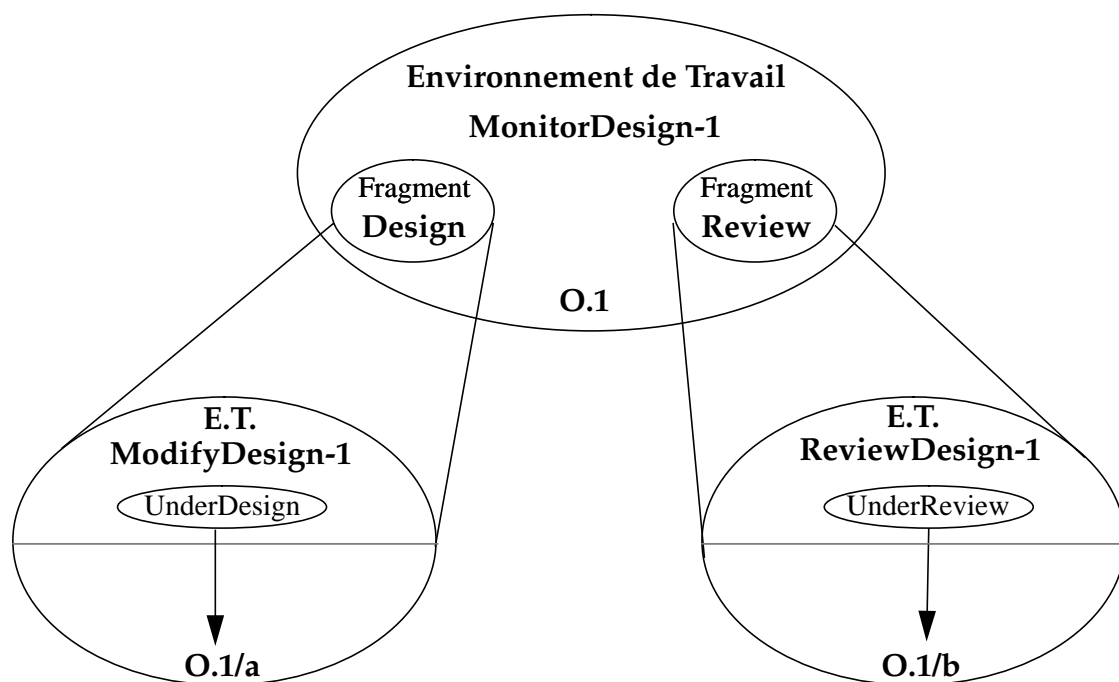 Environnement de Travail
MonitorDesign-1
Fragment
Design
Fragment
Review
O.1
E.T.
ModifyDesign-1
UnderDesign
O.1/a
E.T.
ReviewDesign-1
UnderReview
O.1/b